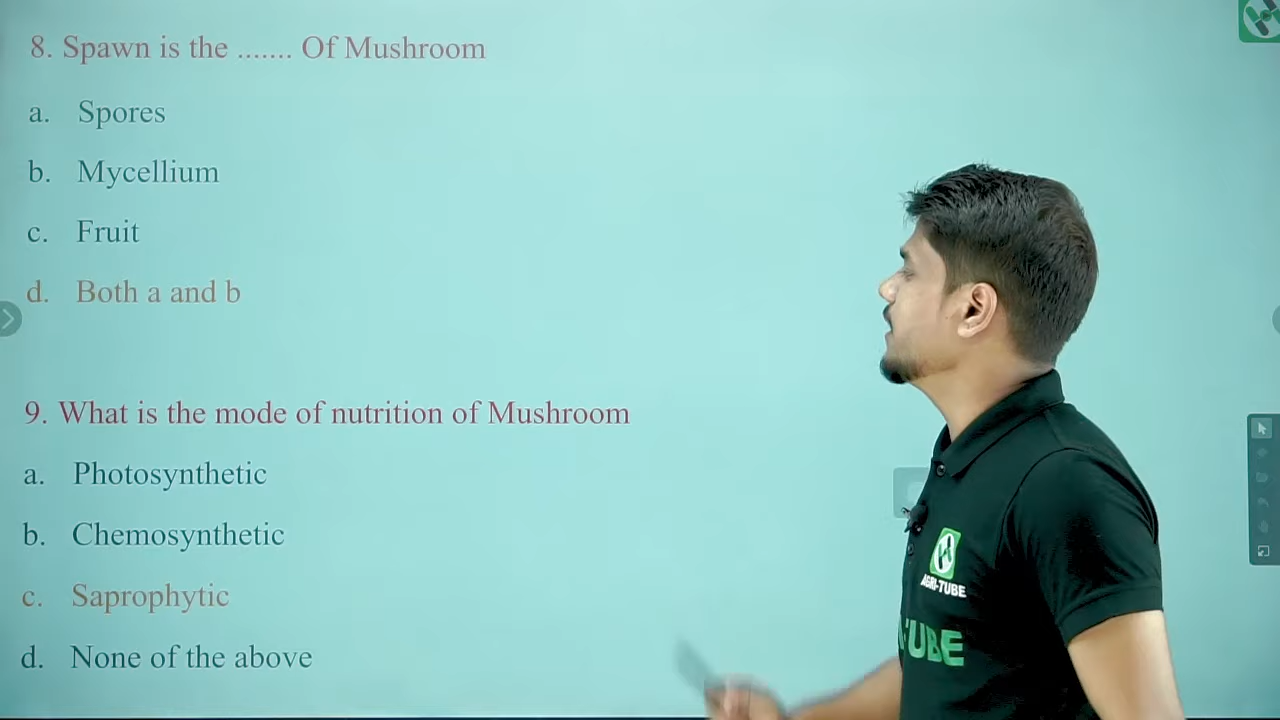 8. Spawn is the ....... Of Mushroom
a. Spores
b. Mycellium
c. Fruit
d. Both a and b
9. What is the mode of nutrition of Mushroom
a. Photosynthetic
b. Chemosynthetic
c. Saprophytic
d. None of the above
AGRI-TUBE
TUBE